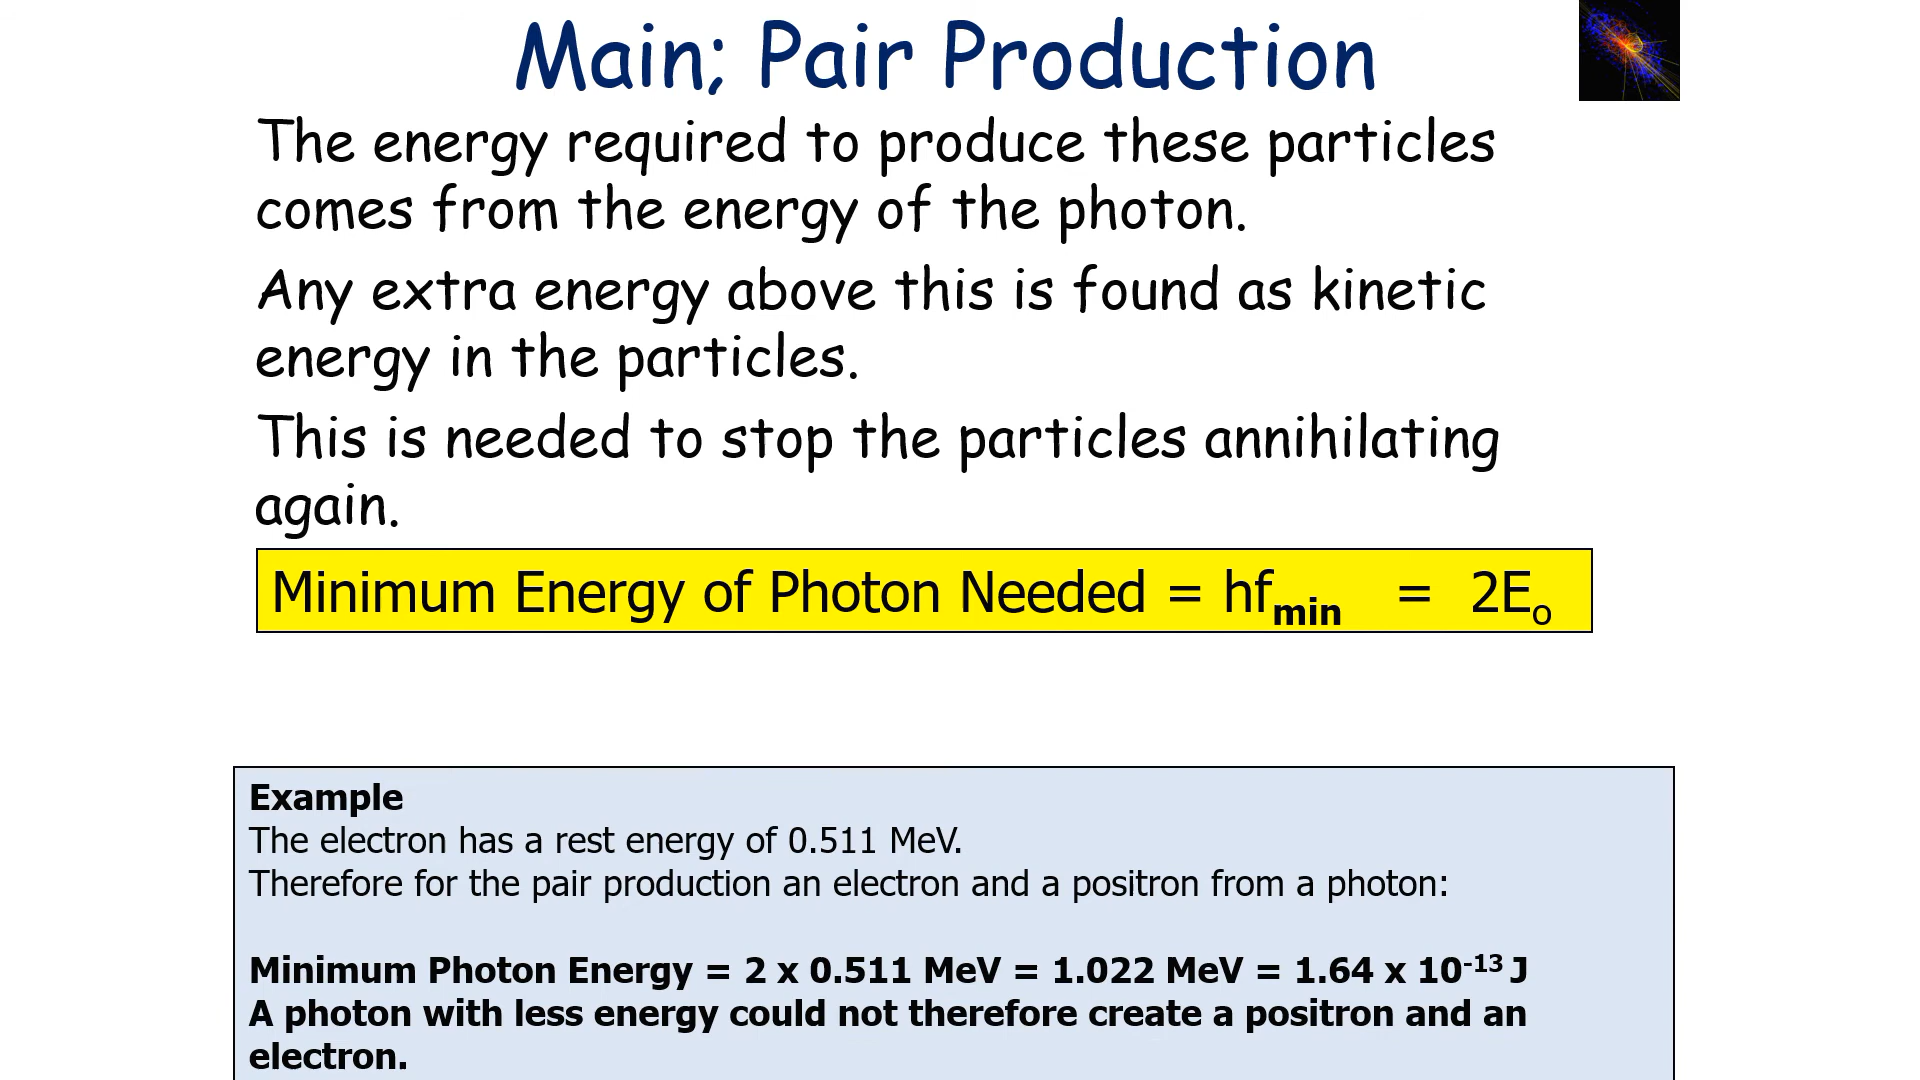 Main; Pair Production
The energy required to produce these particles
comes from the energy of the photon.
Any extra energy above this is found as kinetic
energy in the particles.
This is needed to stop the particles annihilating
again.
Minimum Energy of Photon Needed = hfmin = 2Eo
Example
The electron has a rest energy of 0.511 MeV.
Therefore for the pair production an electron and a positron from a photon:
Minimum Photon Energy = 2 x 0.511 MeV = 1.022 MeV = 1.64 x 10-13 J
A photon with less energy could not therefore create a positron and an
electron.